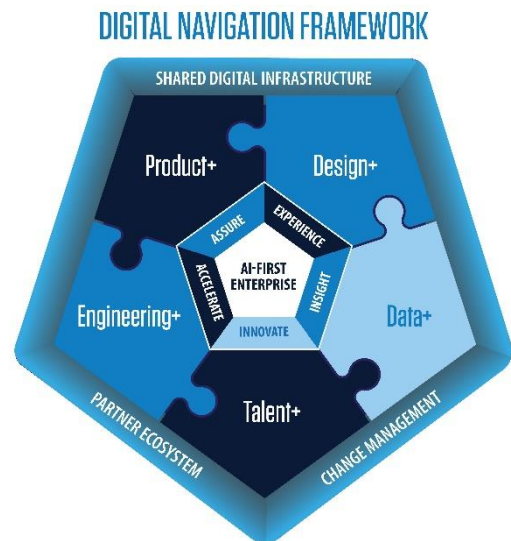 DIGITAL NAVIGATION FRAMEWORK
SHARED DIGITAL INFRASTRUCTURE
Product+
Design+
ASSURE
EXPERIENCE
AI-FIRST
ENTERPRISE
ACCELERATE
INSIGHT
INNOVATE
Engineering+
Data+
Talent+
PARTNER ECOSYSTEM
CHANGE MANAGEMENT